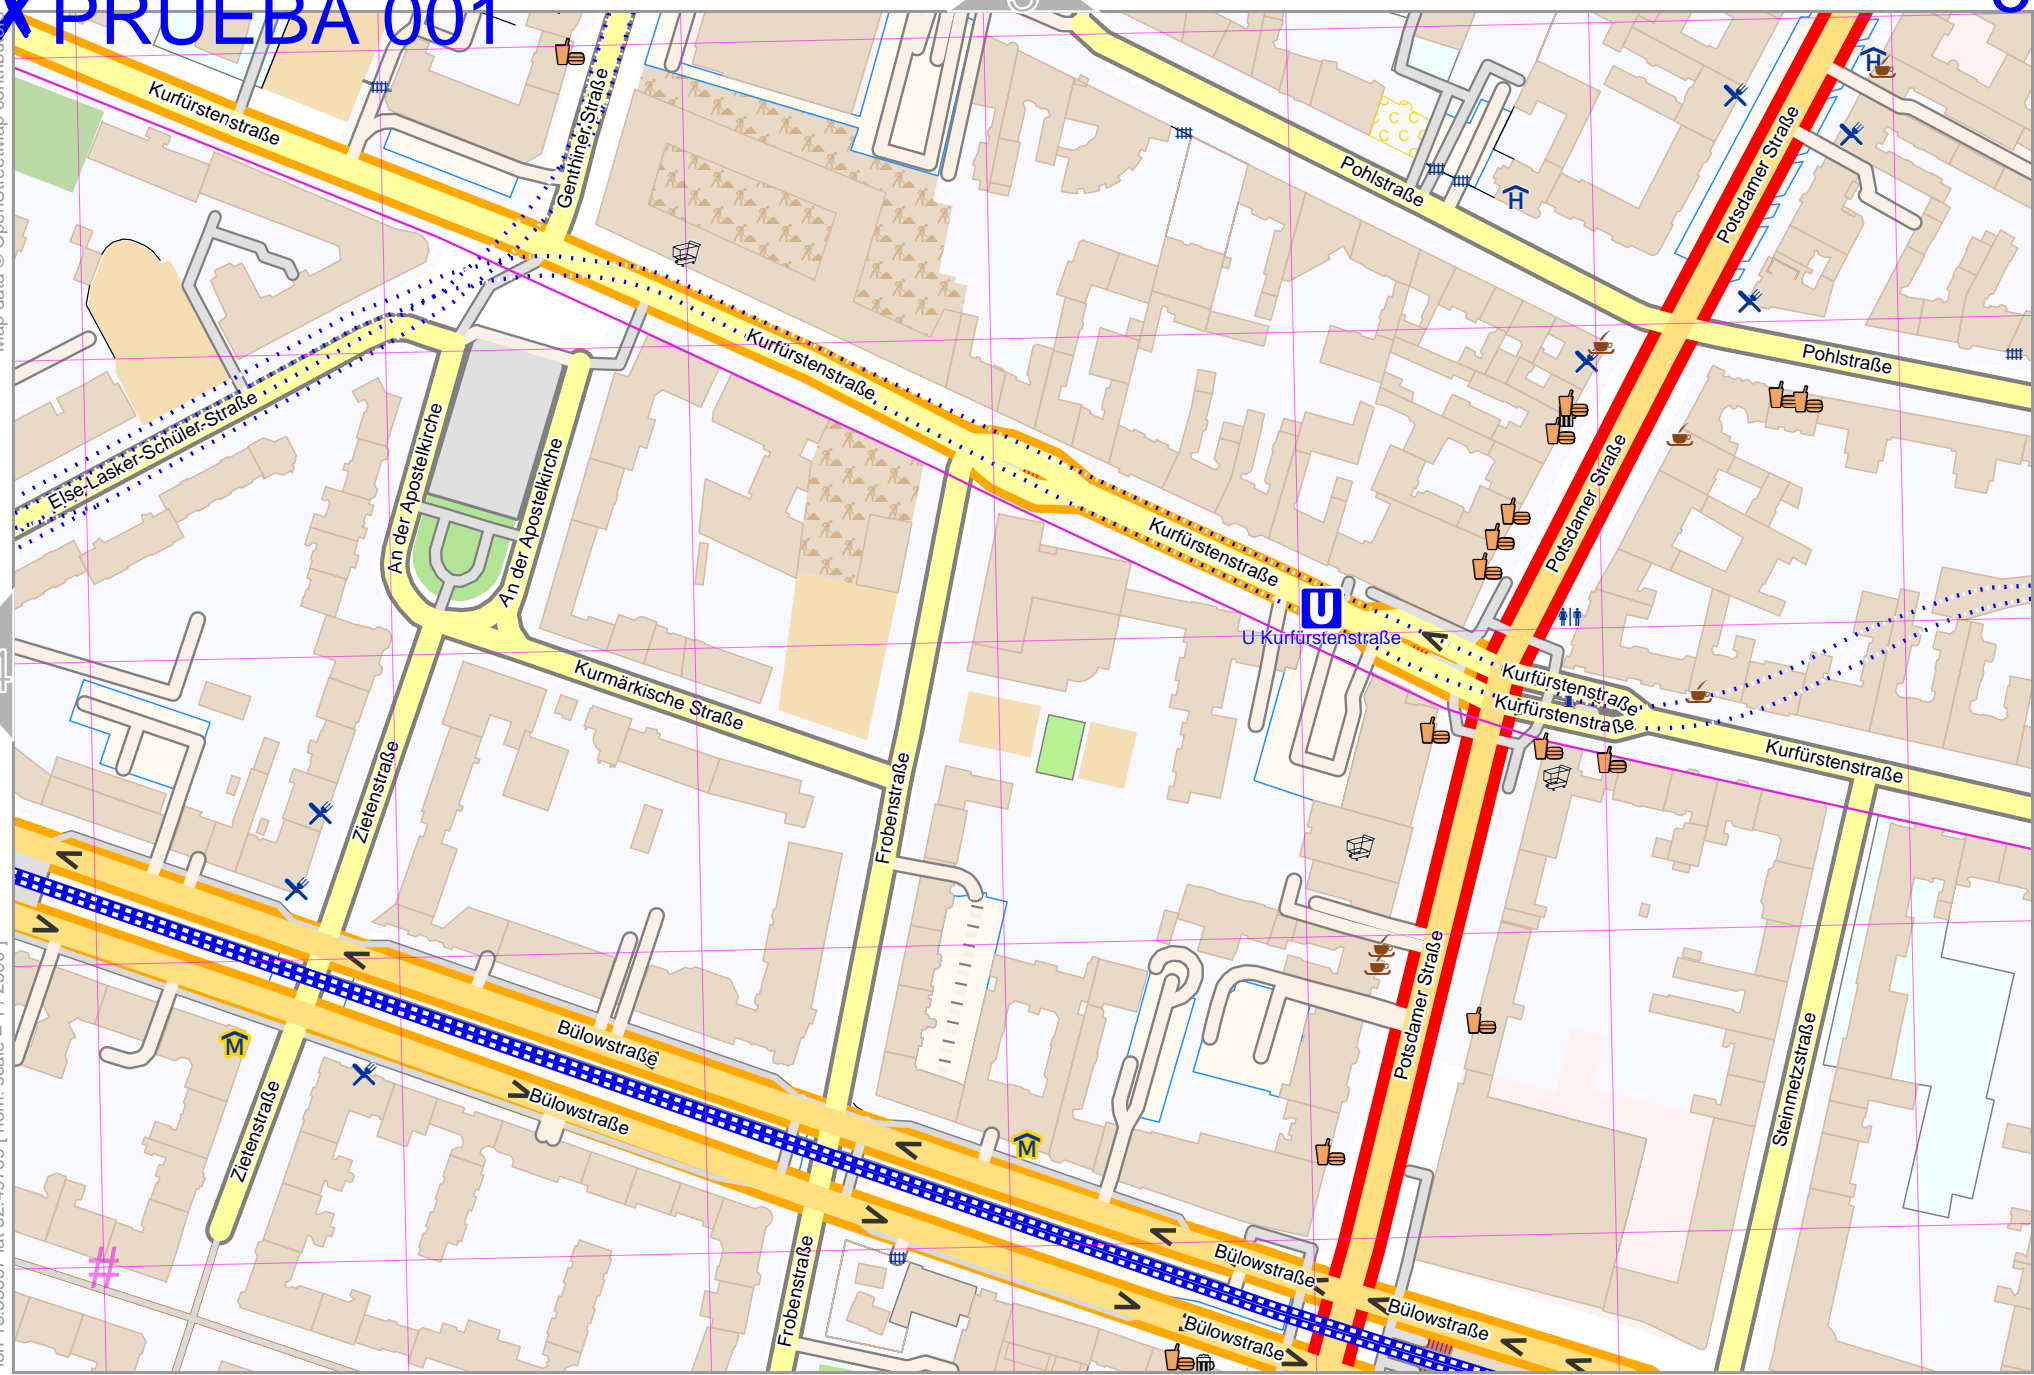 PRUEBA 001
Kurfürstenstraße
Genthiner Straße
Pohlstraße
Potsdamer Straße
H
H
Kurfürstenstraße
Pohlstraße
Else-Lasker-Schüler-Straße
An der Apostelkirche
An der Apostelkirche
Kurfürstenstraße
Potsdamer Straße
U
U Kurfürstenstraße
Kurfürstenstraße
Kurfürstenstraße
Kurfürstenstraße
Kurmärkische Straße
Zietenstraße
Frobenstraße
Potsdamer Straße
Steinmetzstraße
M
Bülowstraße
Bülowstraße
Zietenstraße
M
Frobenstraße
Bülowstraße
Bülowstraße
Bülowstraße
#